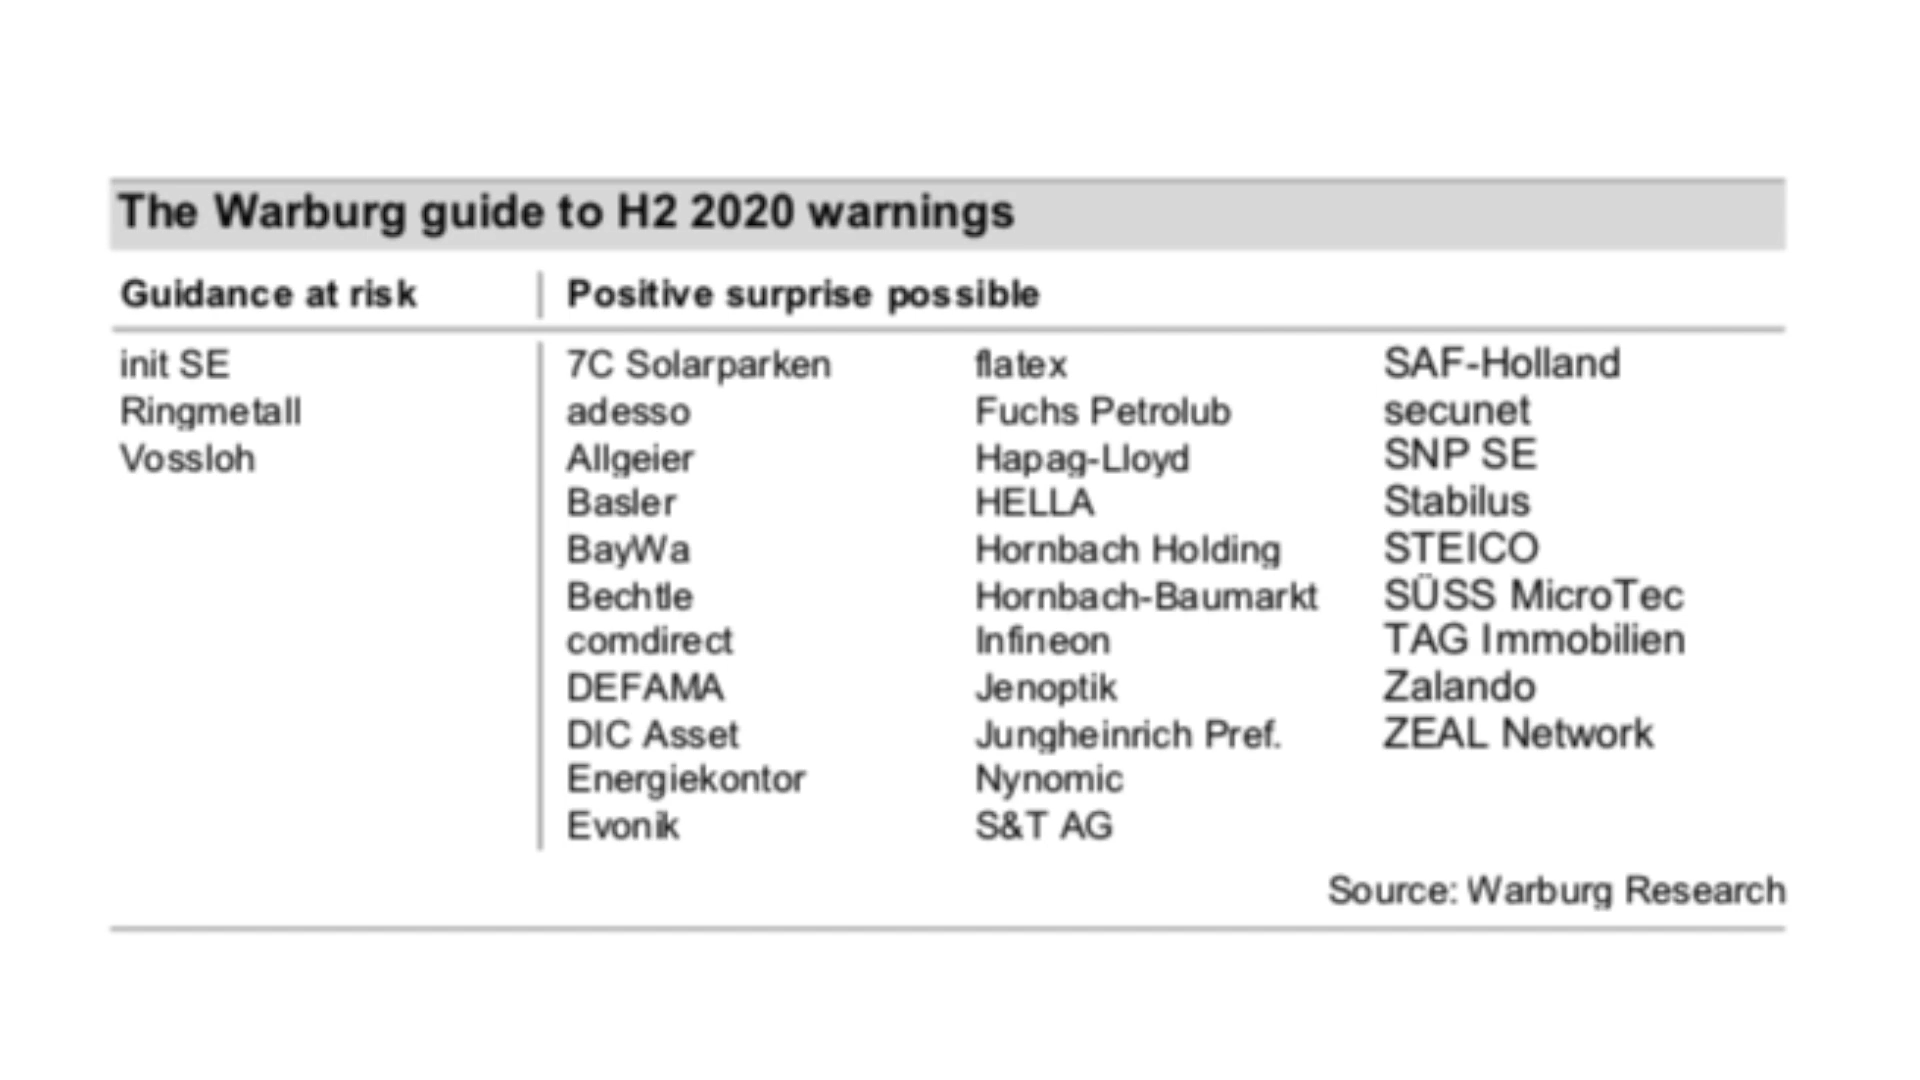 The Warburg guide to H2 2020 warnings
Guidance at risk Positive surprise possible
init SE 7C Solarparken flatex SAF-Holland
Ringmetall adesso Fuchs Petrolub secunet
Vossloh Allgeier Hapag-Lloyd SNP SE
Basler HELLA Stabilus
BayWa Hornbach Holding STEICO
Bechtle Hornbach-Baumarkt SÜSS MicroTec
comdirect Infineon TAG Immobilien
DEFAMA Jenoptik Zalando
DIC Asset Jungheinrich Pref. ZEAL Network
Energiekontor Nynomic
Evonik S&T AG
Source: Warburg Research